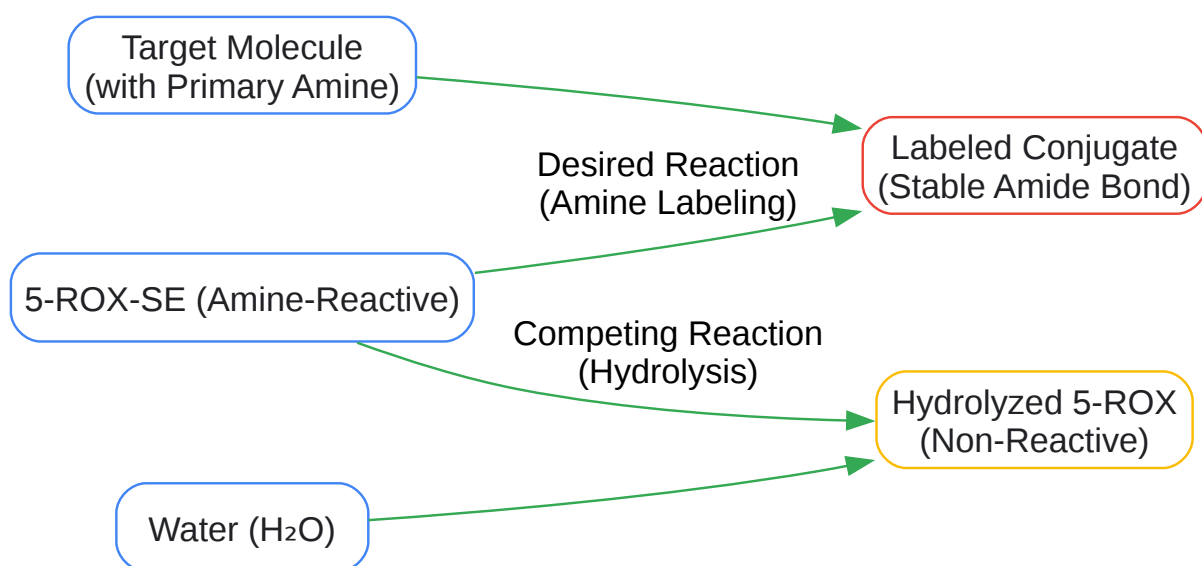 Target Molecule
(with Primary Amine)
Desired Reaction
(Amine Labeling)
Labeled Conjugate
(Stable Amide Bond)
5-ROX-SE (Amine-Reactive)
Competing Reaction
(Hydrolysis)
Hydrolyzed 5-ROX
(Non-Reactive)
Water (H₂O)